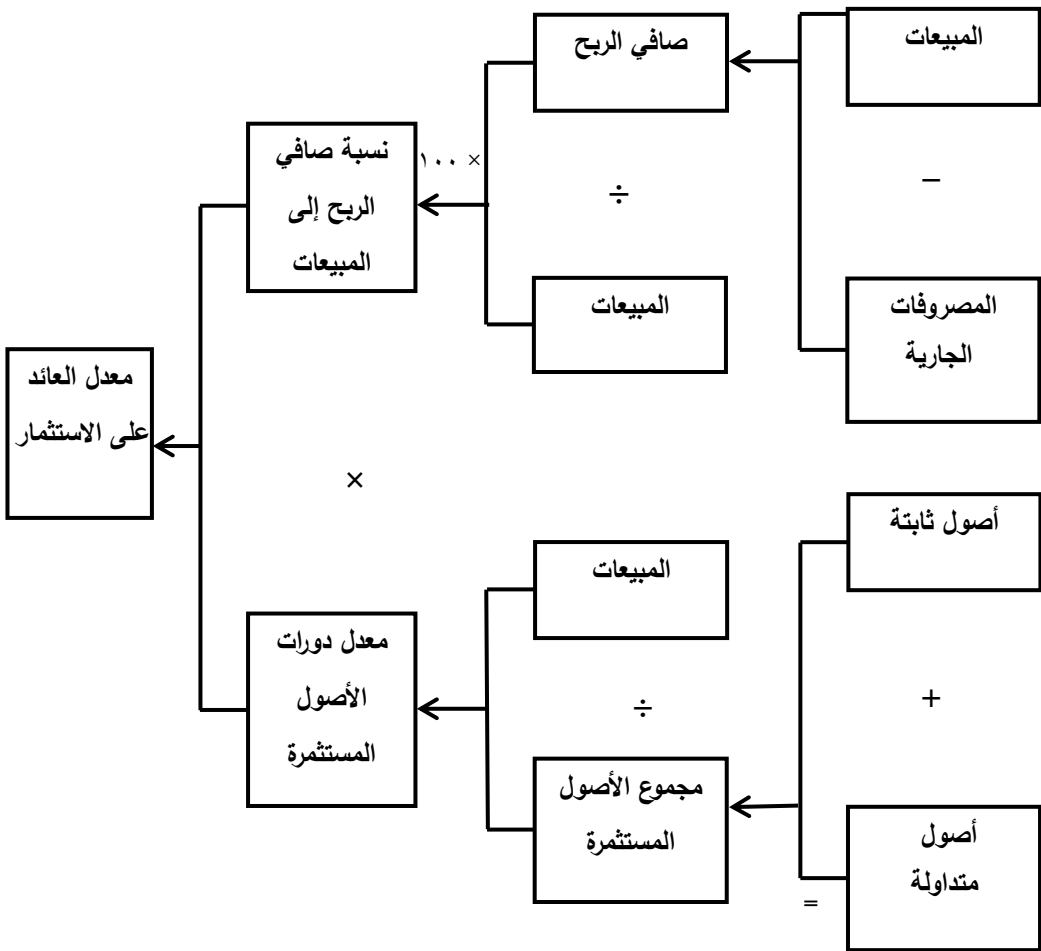 المبيعات
صافي الربح
–
÷
× ١٠٠
نسبة صافي
الربح إلى
المبيعات
المصروفات
الجارية
المبيعات
معدل العائد
على الاستثمار
×
أصول ثابتة
المبيعات
+
÷
معدل دورات
الأصول
المستثمرة
أصول
متداولة
=
مجموع الأصول
المستثمرة